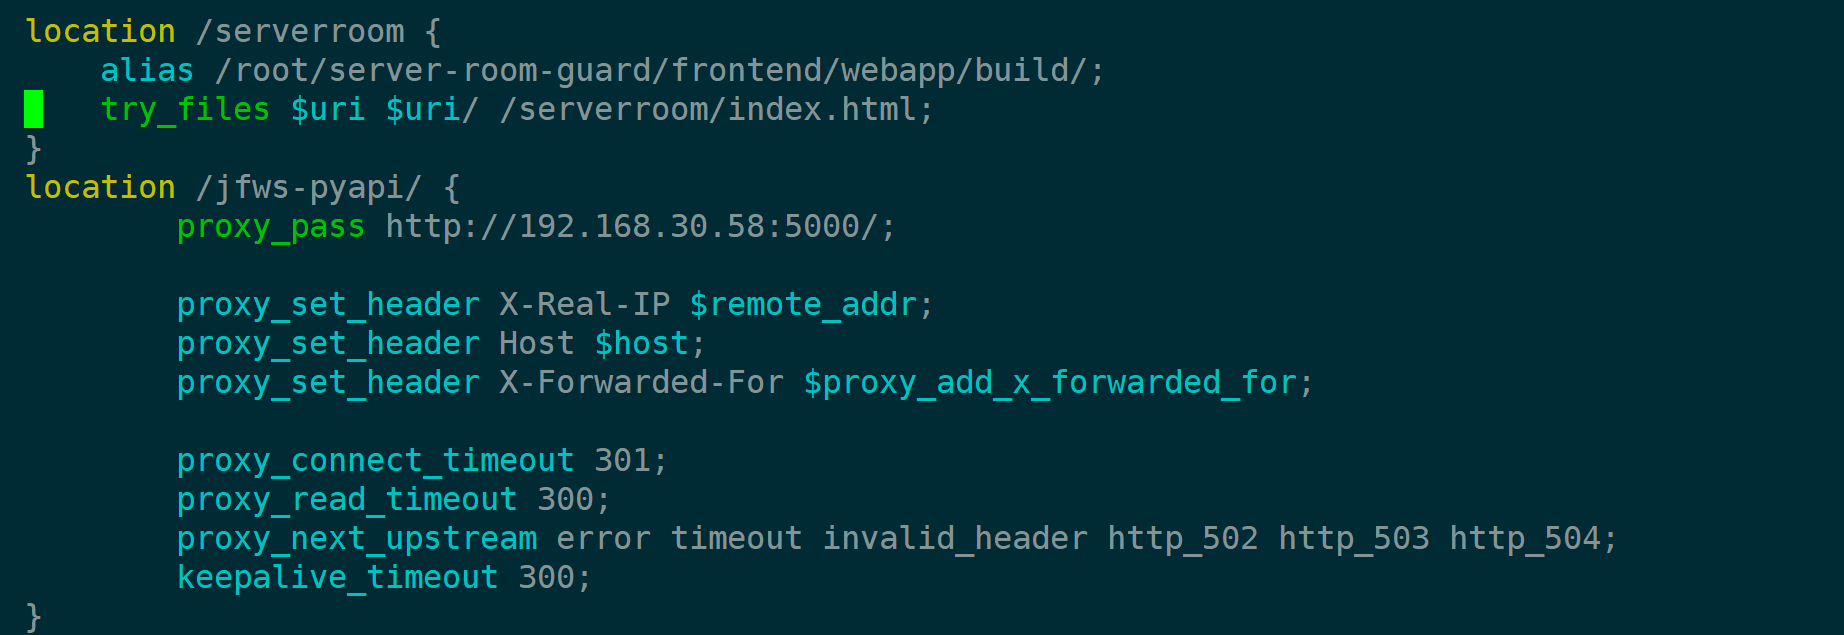 location /serverroom {
    alias /root/server-room-guard/frontend/webapp/build/;
    try_files $uri $uri/ /serverroom/index.html;
}
location /jfws-pyapi/ {
        proxy_pass http://192.168.30.58:5000/;

        proxy_set_header X-Real-IP $remote_addr;
        proxy_set_header Host $host;
        proxy_set_header X-Forwarded-For $proxy_add_x_forwarded_for;

        proxy_connect_timeout 301;
        proxy_read_timeout 300;
        proxy_next_upstream error timeout invalid_header http_502 http_503 http_504;
        keepalive_timeout 300;
}